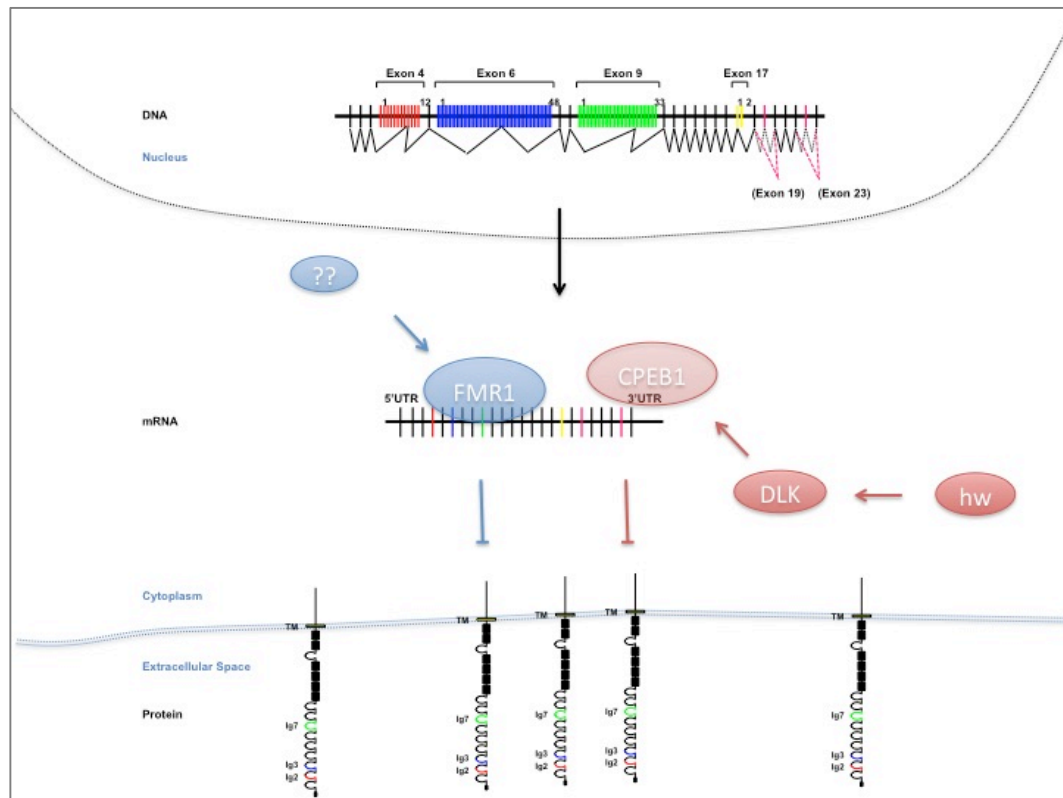 Exon 4 Exon 6 Exon 9 Exon 17
1 12 1 48 1 33 1 2
DNA
Nucleus
(Exon 19) (Exon 23)
??
FMR1 CPEB1
5'UTR 3'UTR
mRNA
DLK hw
Cytoplasm
TM TM TM TM TM
Extracellular Space
Protein
Ig7 Ig7 Ig7 Ig7 Ig7
Ig3 Ig3 Ig3 Ig3 Ig3
Ig2 Ig2 Ig2 Ig2 Ig2